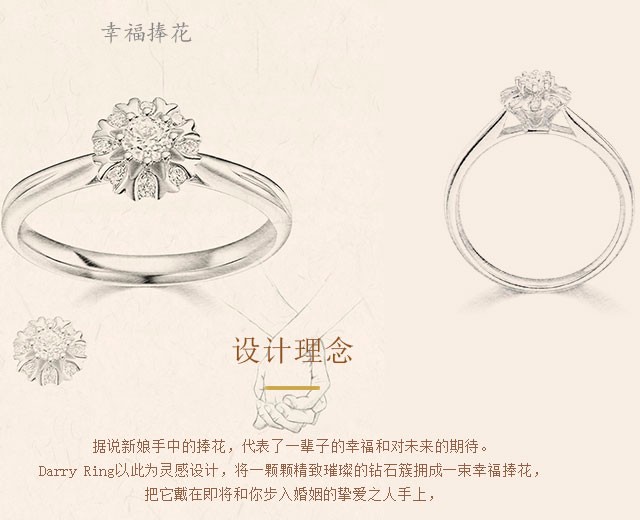 幸福捧花
设计理念
据说新娘手中的捧花，代表了一辈子的幸福和对未来的期待。
Darry Ring以此为灵感设计，将一颗颗精致璀璨的钻石簇拥成一束幸福捧花，
把它戴在即将和你步入婚姻的挚爱之人手上，